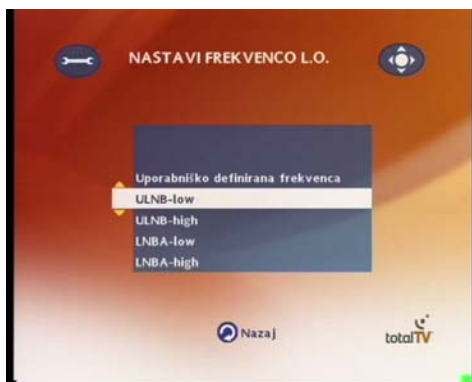 NASTAVI FREKVENCO L.O.
Uporabniško definirana frekvenca
ULNB-low
ULNB-high
LNBA-low
LNBA-high
Nazaj
totalTV